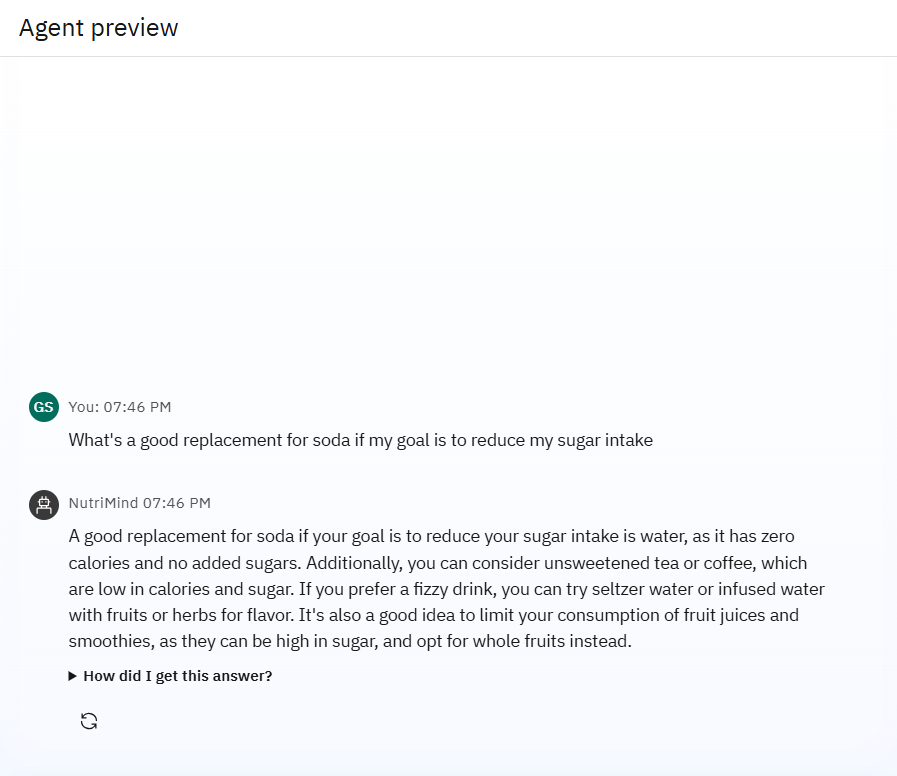 Agent preview
GS You: 07:46 PM
What's a good replacement for soda if my goal is to reduce my sugar intake
NutriMind 07:46 PM
A good replacement for soda if your goal is to reduce your sugar intake is water, as it has zero
calories and no added sugars. Additionally, you can consider unsweetened tea or coffee, which
are low in calories and sugar. If you prefer a fizzy drink, you can try seltzer water or infused water
with fruits or herbs for flavor. It's also a good idea to limit your consumption of fruit juices and
smoothies, as they can be high in sugar, and opt for whole fruits instead.
How did I get this answer?